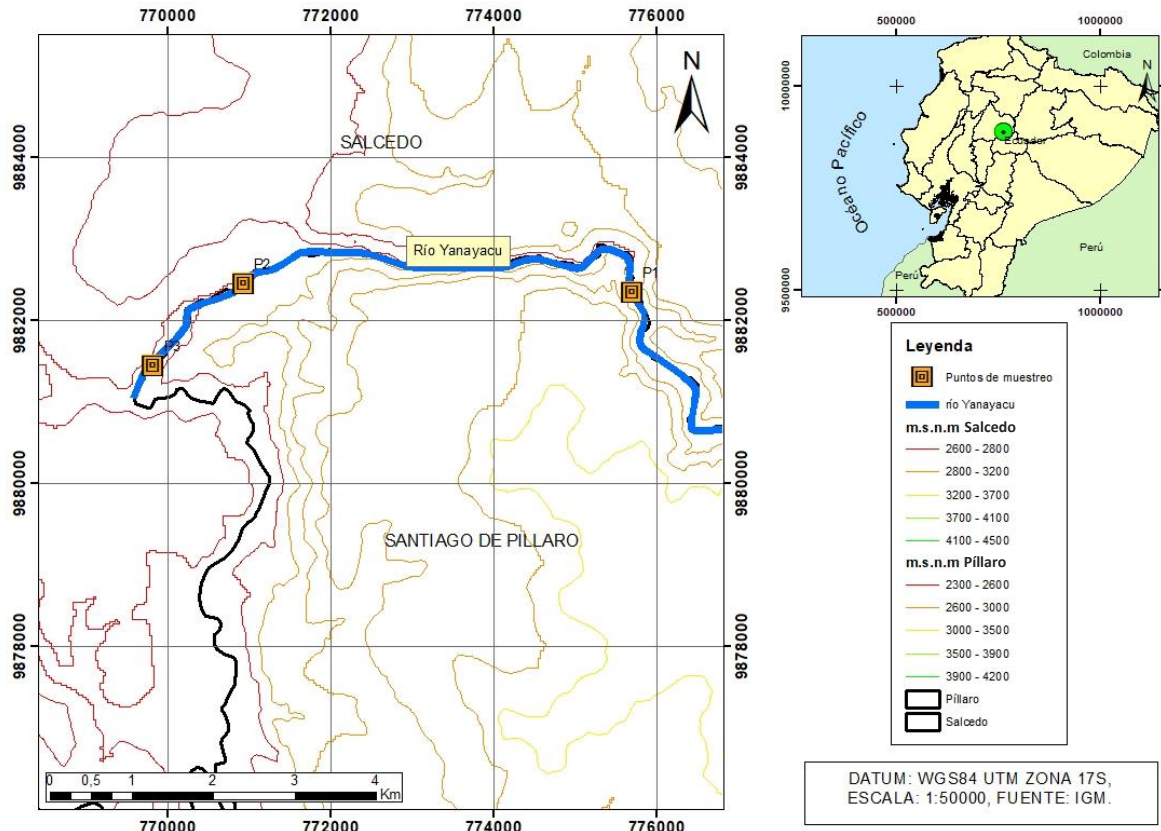 770000 772000 774000 776000
N
SALCEDO
9884000 9884000
Río Yanayacu
P2
P1
9882000 9882000
P3
9880000 9880000
SANTIAGO DE PILLARO
9878000 9878000
0 0,5 1 2 3 4
Km
770000 772000 774000 776000
500000 1000000
Colombia
N
10000000 10000000
Océano Pacífico
Ecuador
Perú
Perú
9500000 9500000
500000 1000000
Leyenda
Puntos de muestreo
río Yanayacu
m.s.n.m Salcedo
2600 - 2800
2800 - 3200
3200 - 3700
3700 - 4100
4100 - 4500
m.s.n.m Píllaro
2300 - 2600
2600 - 3000
3000 - 3500
3500 - 3900
3900 - 4200
Píllaro
Salcedo
DATUM: WGS84 UTM ZONA 17S,
ESCALA: 1:50000, FUENTE: IGM.